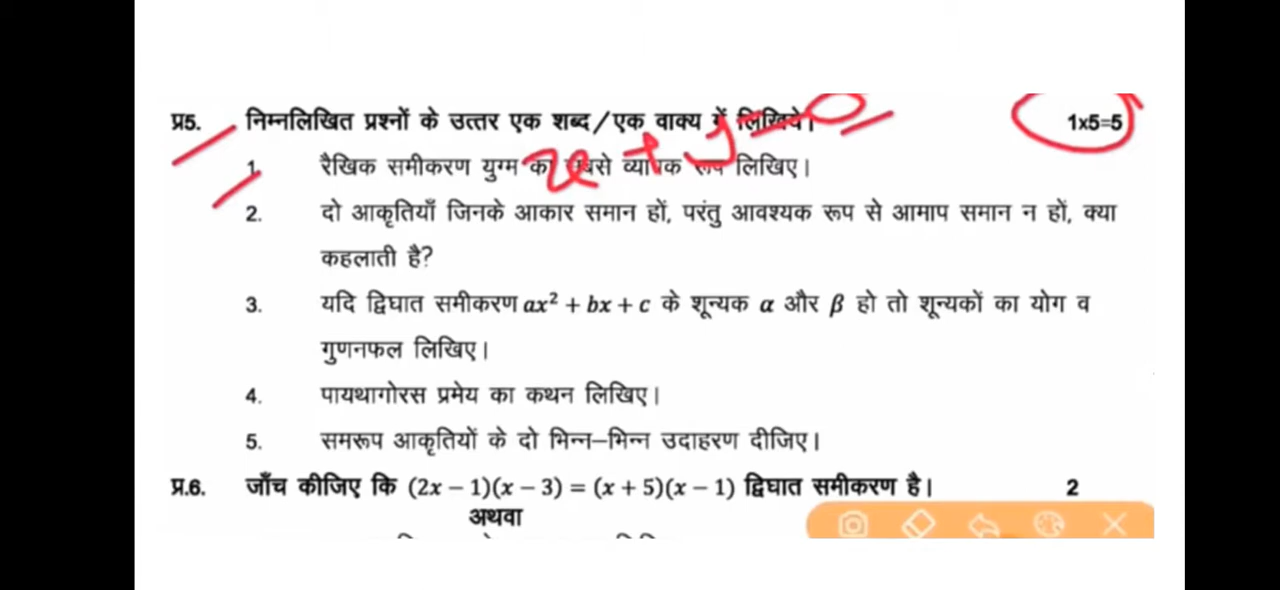 प्र5. निम्नलिखित प्रश्नों के उत्तर एक शब्द/एक वाक्य में लिखिये। 1x5=5
x + y = 0
1. रैखिक समीकरण युग्म का सबसे व्यापक रूप लिखिए।
2. दो आकृतियाँ जिनके आकार समान हों, परंतु आवश्यक रूप से आमाप समान न हों, क्या
कहलाती है?
3. यदि द्विघात समीकरण ax² + bx + c के शून्यक α और β हो तो शून्यकों का योग व
गुणनफल लिखिए।
4. पायथागोरस प्रमेय का कथन लिखिए।
5. समरूप आकृतियों के दो भिन्न–भिन्न उदाहरण दीजिए।
प्र.6. जाँच कीजिए कि (2x − 1)(x − 3) = (x + 5)(x − 1) द्विघात समीकरण है। 2
अथवा